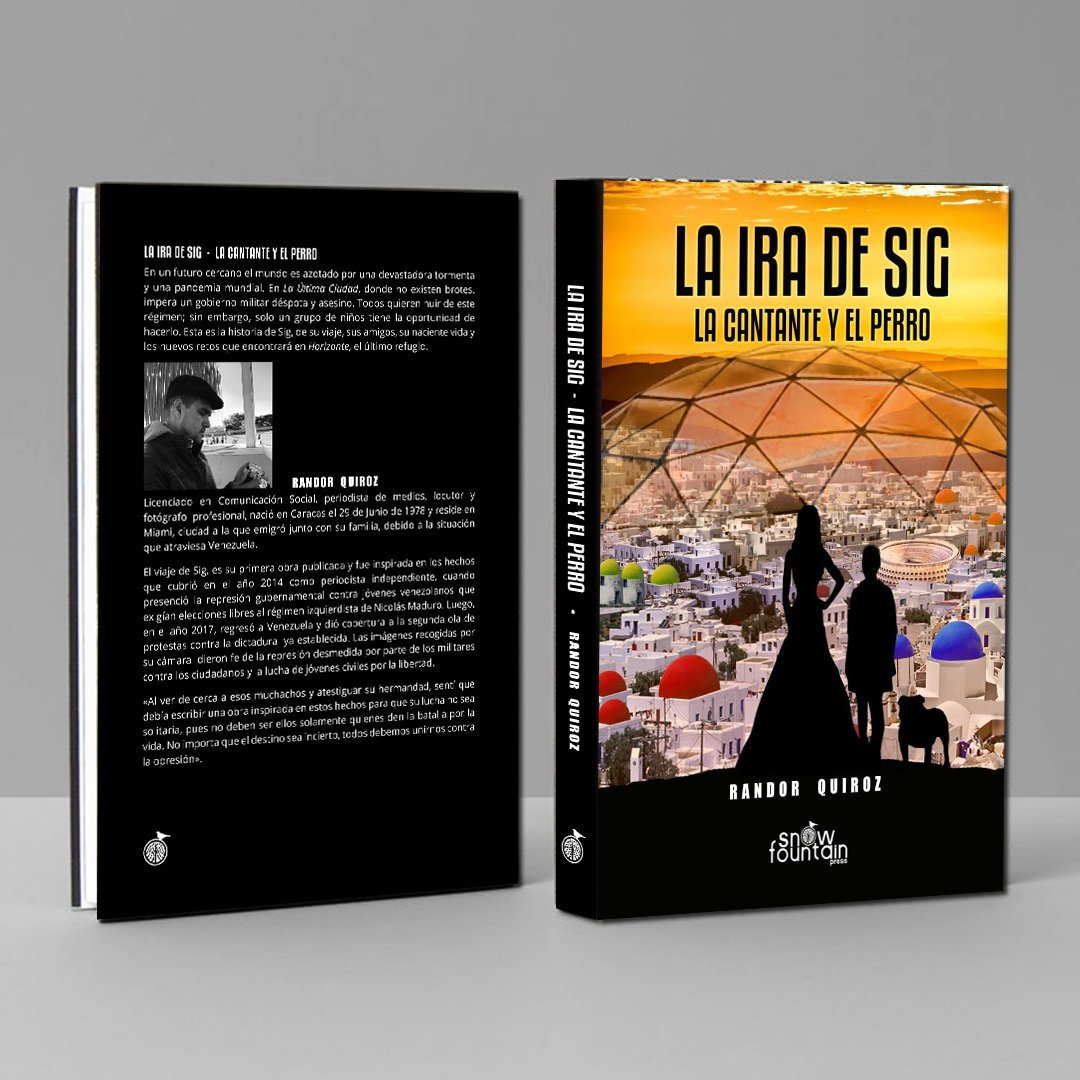 LA IRA DE SIG - LA CANTANTE Y EL PERRO
En un futuro cercano el mundo es azotado por una devastadora tormenta
y una pandemia mundial. En La Última Ciudad, donde no existen brotes,
impera un gobierno militar déspota y asesino. Todos quieren huir de este
régimen; sin embargo, solo un grupo de niños tiene la oportunidad de
hacerlo. Esta es la historia de Sig, de su viaje, sus amigos, su naciente vida y
los nuevos retos que encontrará en Horizonte, el último refugio.
RANDOR QUIROZ
Licenciado en Comunicación Social, periodista de medios, locutor y
fotógrafo profesional, nació en Caracas el 29 de Junio de 1978 y reside en
Miami, ciudad a la que emigró junto con su familia, debido a la situación
que atraviesa Venezuela.
El viaje de Sig, es su primera obra publicada y fue inspirada en los hechos
que cubrió en el año 2014 como periodista independiente, cuando
presenció la represión gubernamental contra jóvenes venezolanos que
exigían elecciones libres al régimen izquierdista de Nicolás Maduro. Luego,
en el año 2017, regresó a Venezuela y dió cobertura a la segunda ola de
protestas contra la dictadura ya establecida. Las imágenes recogidas por
su cámara dieron fe de la represión desmedida por parte de los militares
contra los ciudadanos y la lucha de jóvenes civiles por la libertad.
«Al ver de cerca a esos muchachos y atestiguar su hermandad, sentí que
debía escribir una obra inspirada en estos hechos para que su lucha no sea
solitaria, pues no deben ser ellos solamente quienes den la batalla por la
vida. No importa que el destino sea incierto, todos debemos unirnos contra
la opresión».
LA IRA DE SIG - LA CANTANTE Y EL PERRO • RANDOR QUIROZ
LA IRA DE SIG
LA CANTANTE Y EL PERRO
RANDOR QUIROZ
snow
fountain
press